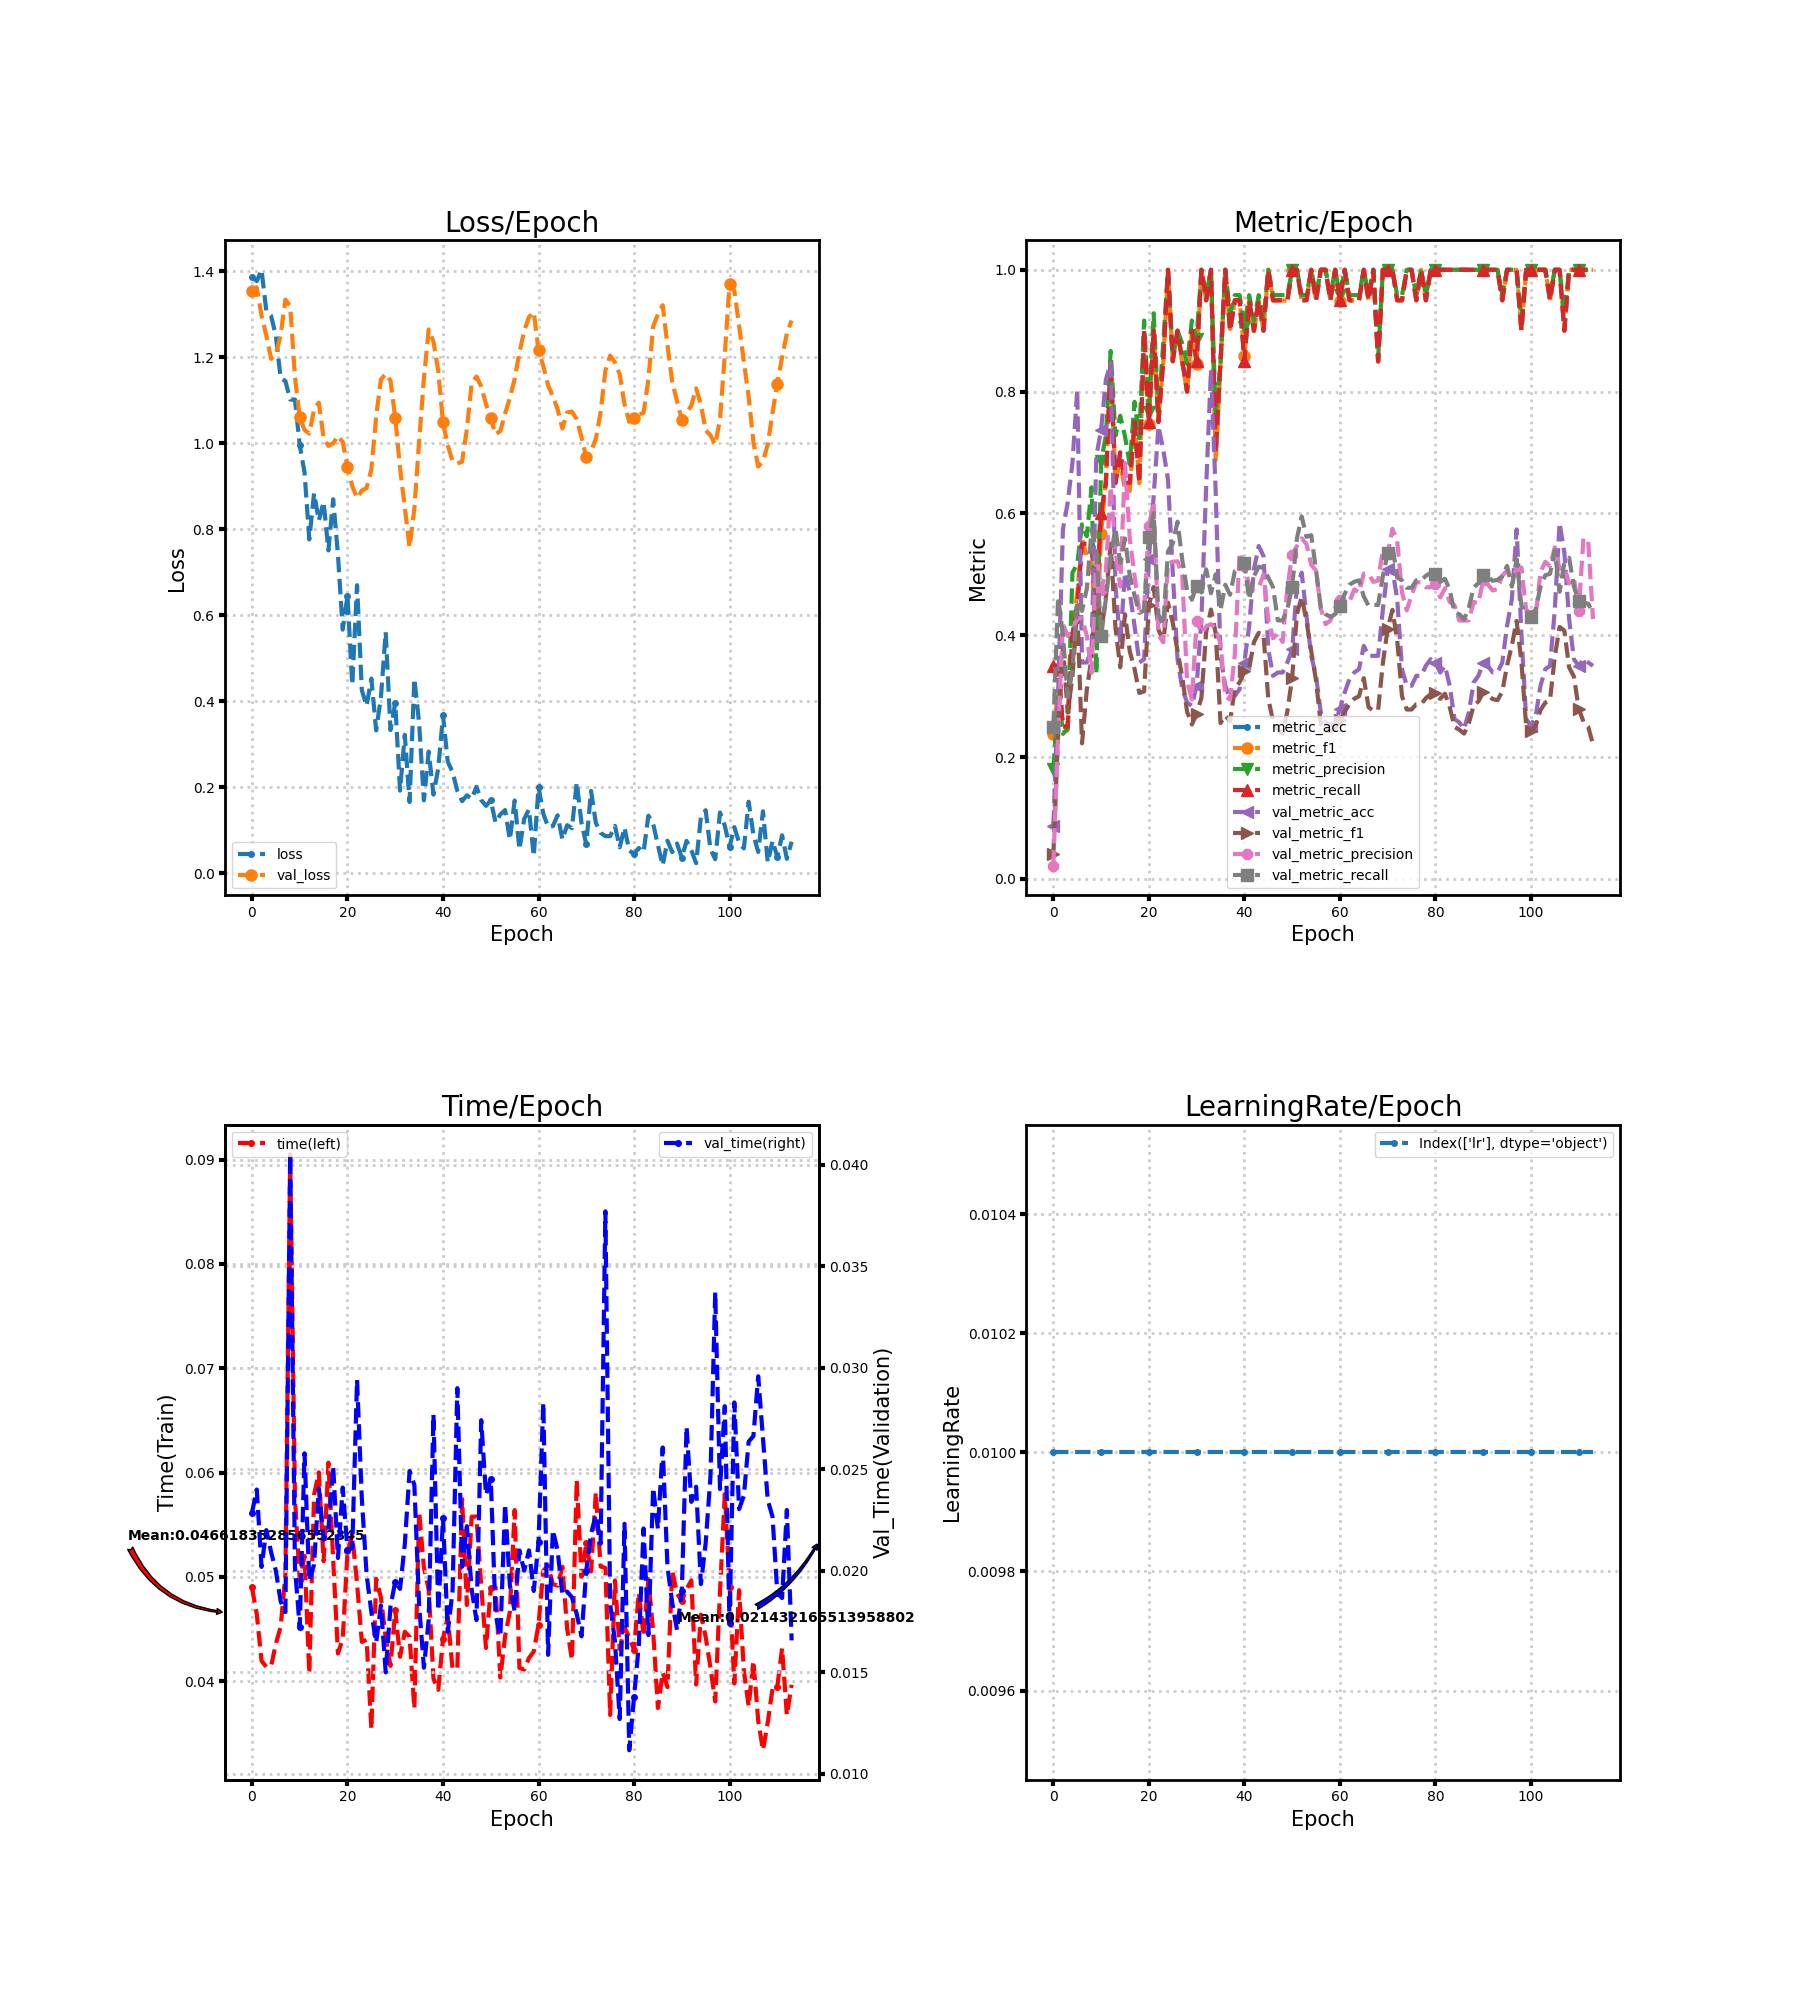 Loss/Epoch
1.4
1.2
1.0
0.8
0.6
0.4
0.2
0.0
Loss
loss
val_loss
0 20 40 60 80 100
Epoch
Metric/Epoch
1.0
0.8
0.6
0.4
0.2
0.0
Metric
metric_acc
metric_f1
metric_precision
metric_recall
val_metric_acc
val_metric_f1
val_metric_precision
val_metric_recall
0 20 40 60 80 100
Epoch
Time/Epoch
time(left)
val_time(right)
0.09
0.08
0.07
0.06
0.05
0.04
Time(Train)
0.040
0.035
0.030
0.025
0.020
0.015
0.010
Val_Time(Validation)
Mean:0.021432165513958802
0 20 40 60 80 100
Epoch
LearningRate/Epoch
Index(['lr'], dtype='object')
0.0104
0.0102
0.0100
0.0098
0.0096
LearningRate
0 20 40 60 80 100
Epoch